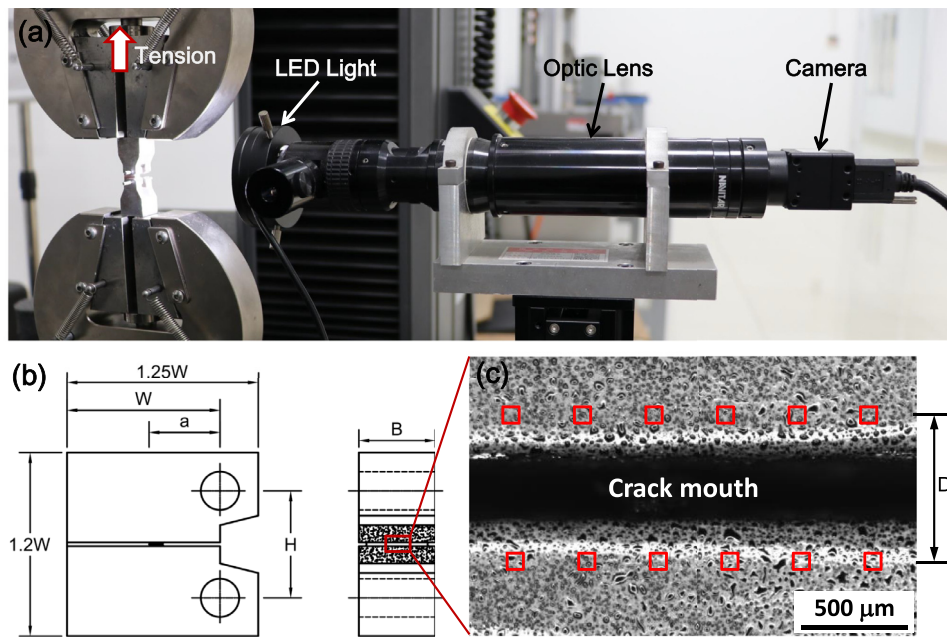 (a)
Tension
LED Light
Optic Lens
Camera
(b)
1.25W
W
a
B
1.2W
H
(c)
Crack mouth
D
500 μm